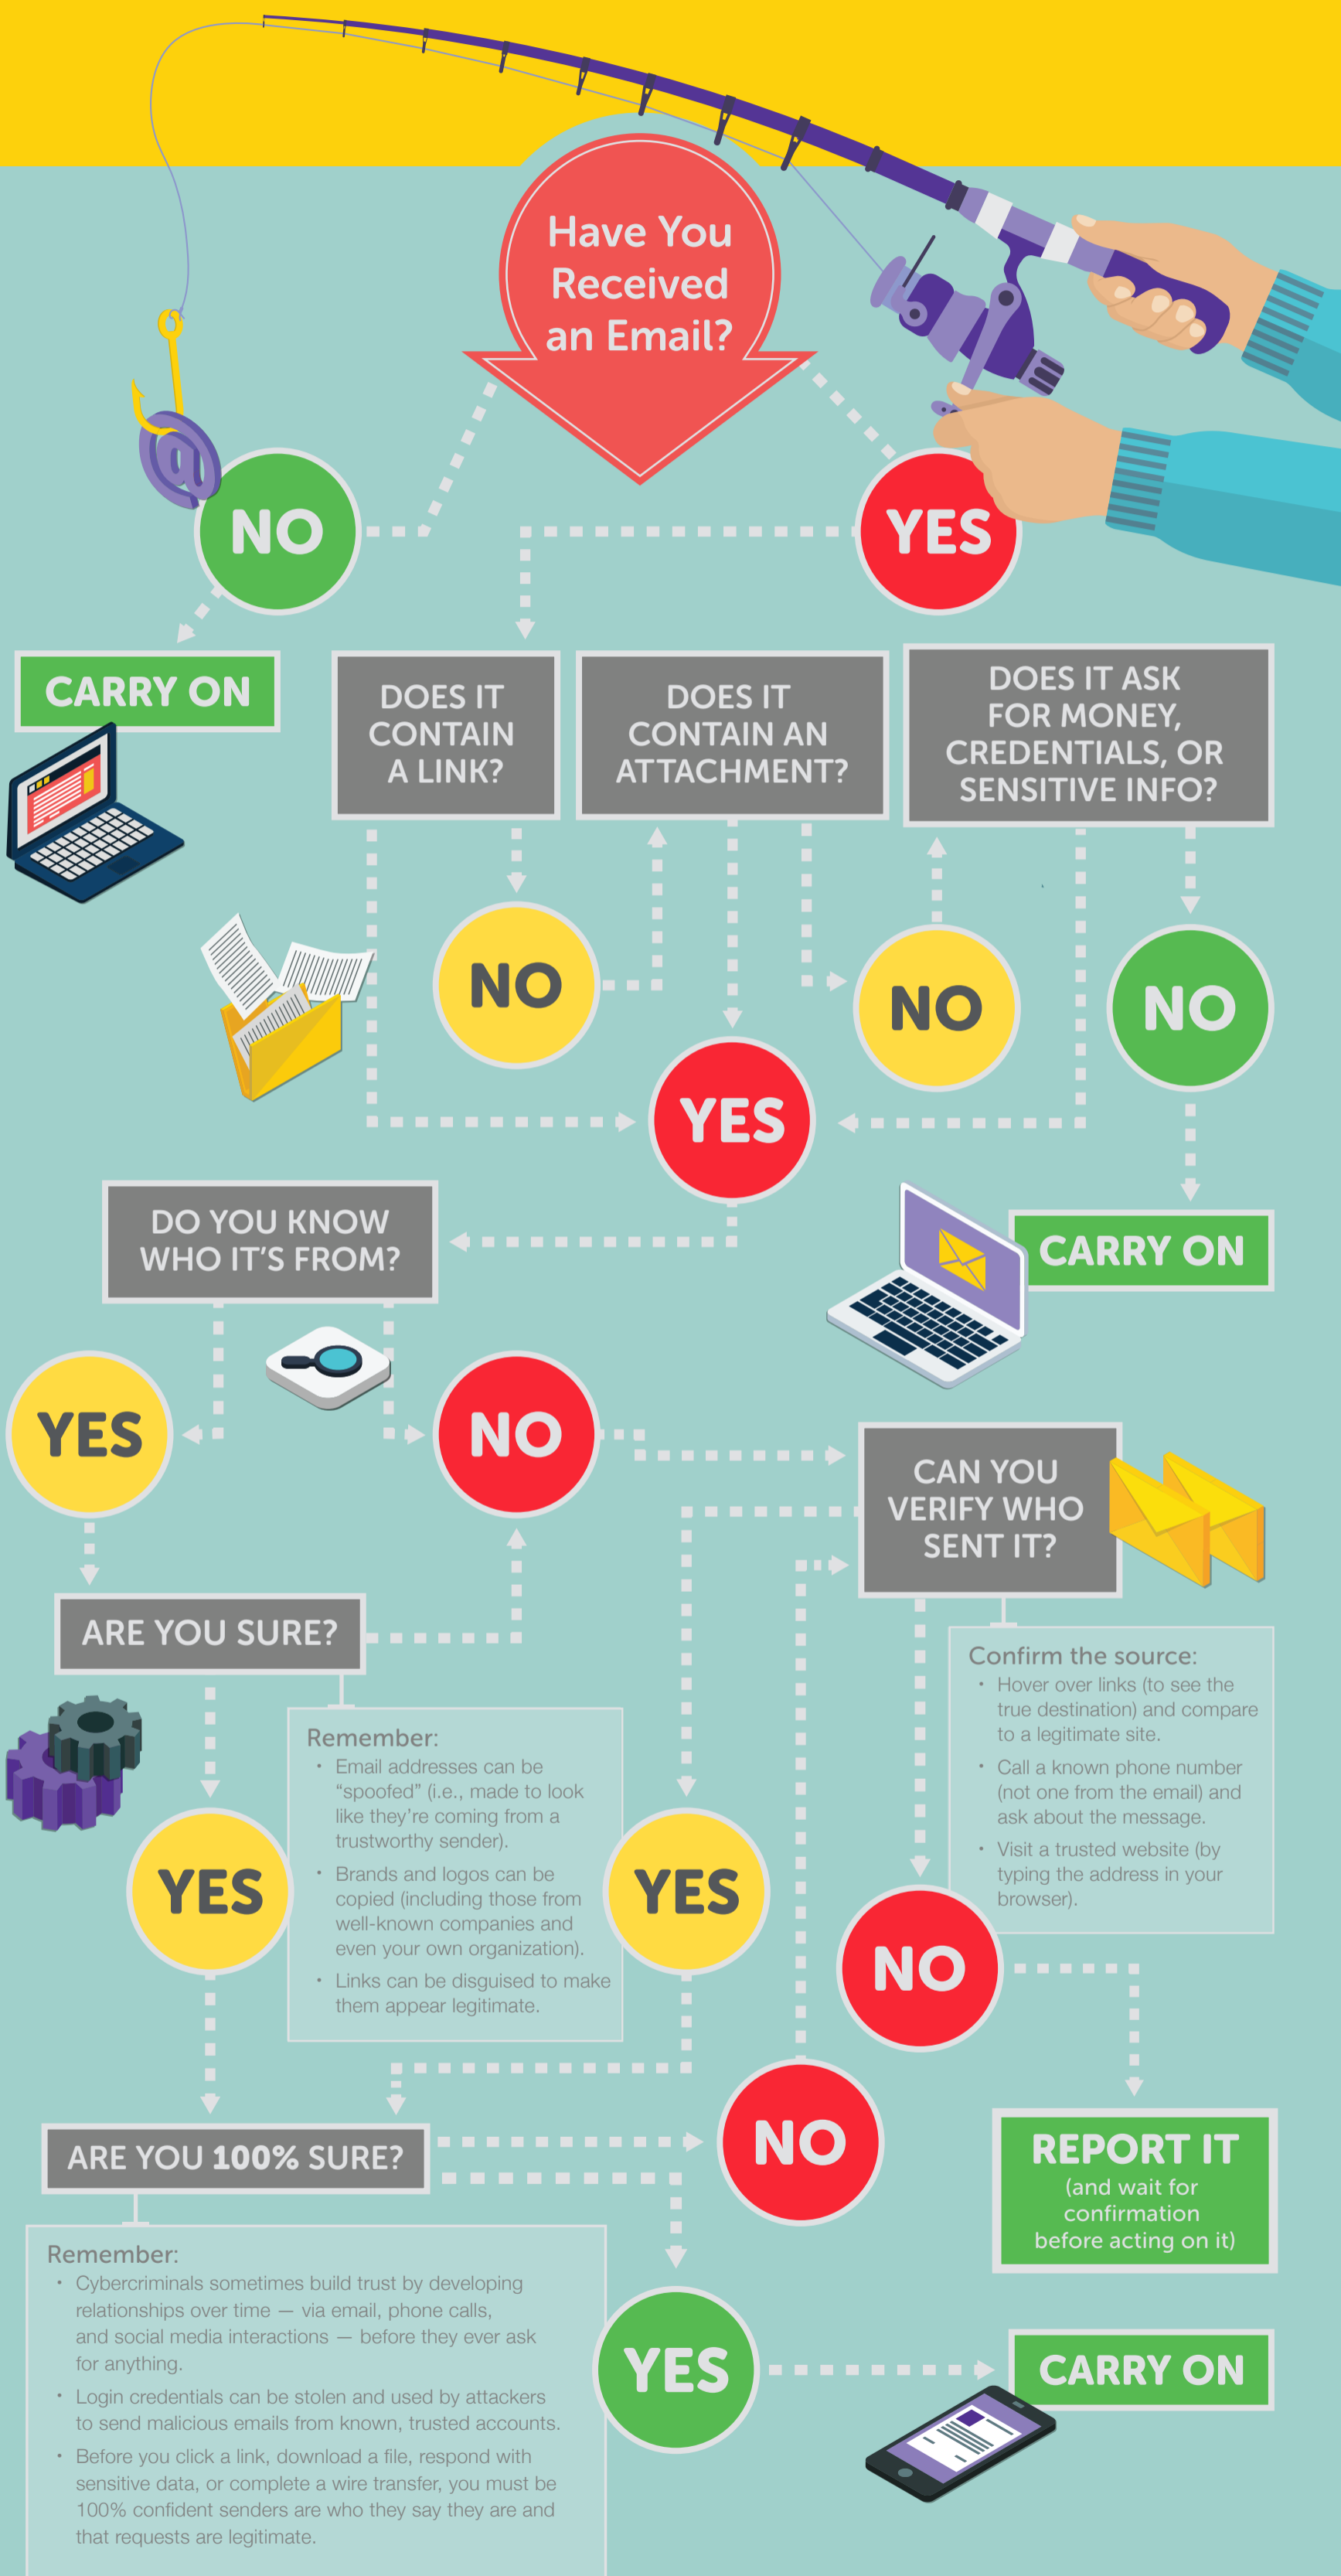 Have You
Received
an Email?
@
NO
YES
CARRY ON
DOES IT
CONTAIN
A LINK?
DOES IT
CONTAIN AN
ATTACHMENT?
DOES IT ASK
FOR MONEY,
CREDENTIALS, OR
SENSITIVE INFO?
NO
NO
NO
YES
DO YOU KNOW
WHO IT'S FROM?
CARRY ON
YES
NO
CAN YOU
VERIFY WHO
SENT IT?
ARE YOU SURE?
Confirm the source:
• Hover over links (to see the
true destination) and compare
to a legitimate site.
• Call a known phone number
(not one from the email) and
ask about the message.
• Visit a trusted website (by
typing the address in your
browser).
Remember:
• Email addresses can be
“spoofed” (i.e., made to look
like they’re coming from a
trustworthy sender).
• Brands and logos can be
copied (including those from
well-known companies and
even your own organization).
• Links can be disguised to make
them appear legitimate.
YES
YES
NO
NO
ARE YOU 100% SURE?
REPORT IT
(and wait for
confirmation
before acting on it)
Remember:
• Cybercriminals sometimes build trust by developing
relationships over time — via email, phone calls,
and social media interactions — before they ever ask
for anything.
• Login credentials can be stolen and used by attackers
to send malicious emails from known, trusted accounts.
• Before you click a link, download a file, respond with
sensitive data, or complete a wire transfer, you must be
100% confident senders are who they say they are and
that requests are legitimate.
YES
CARRY ON